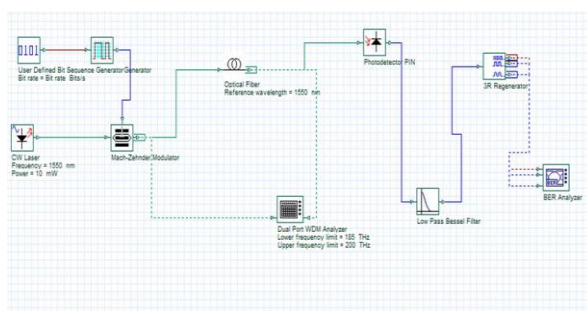 0101
User Defined Bit Sequence Generator Generator
Bit rate = Bit rate Bits/s
CW Laser
Frequency = 1550 nm
Power = 10 mW
Mach-Zehnder Modulator
Optical Fiber
Reference wavelength = 1550 nm
Dual Port WDM Analyzer
Lower frequency limit = 185 THz
Upper frequency limit = 200 THz
Photodetector PIN
Low Pass Bessel Filter
3R Regenerator
BER
BER Analyzer